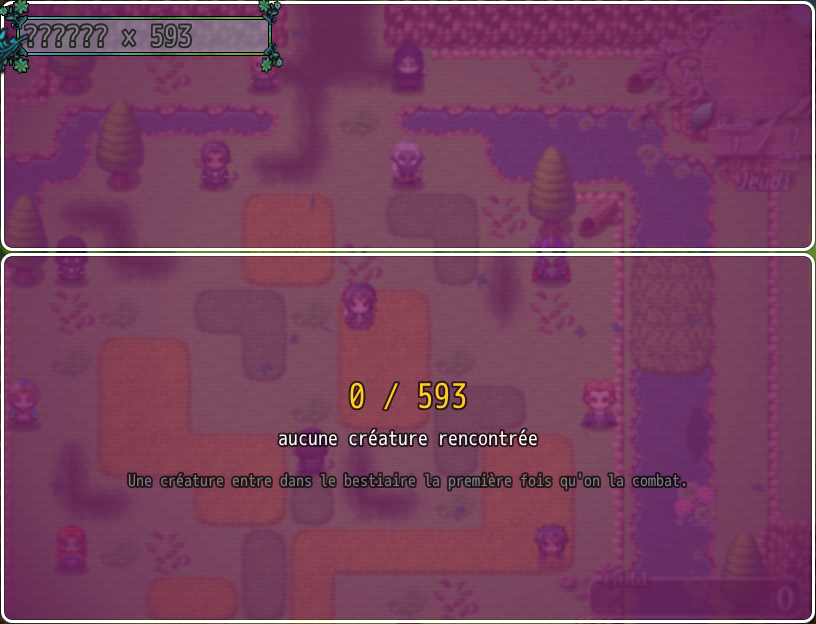 ?????? × 593
Jeudi
0 / 593
aucune créature rencontrée
Une créature entre dans le bestiaire la première fois qu'on la combat.
0